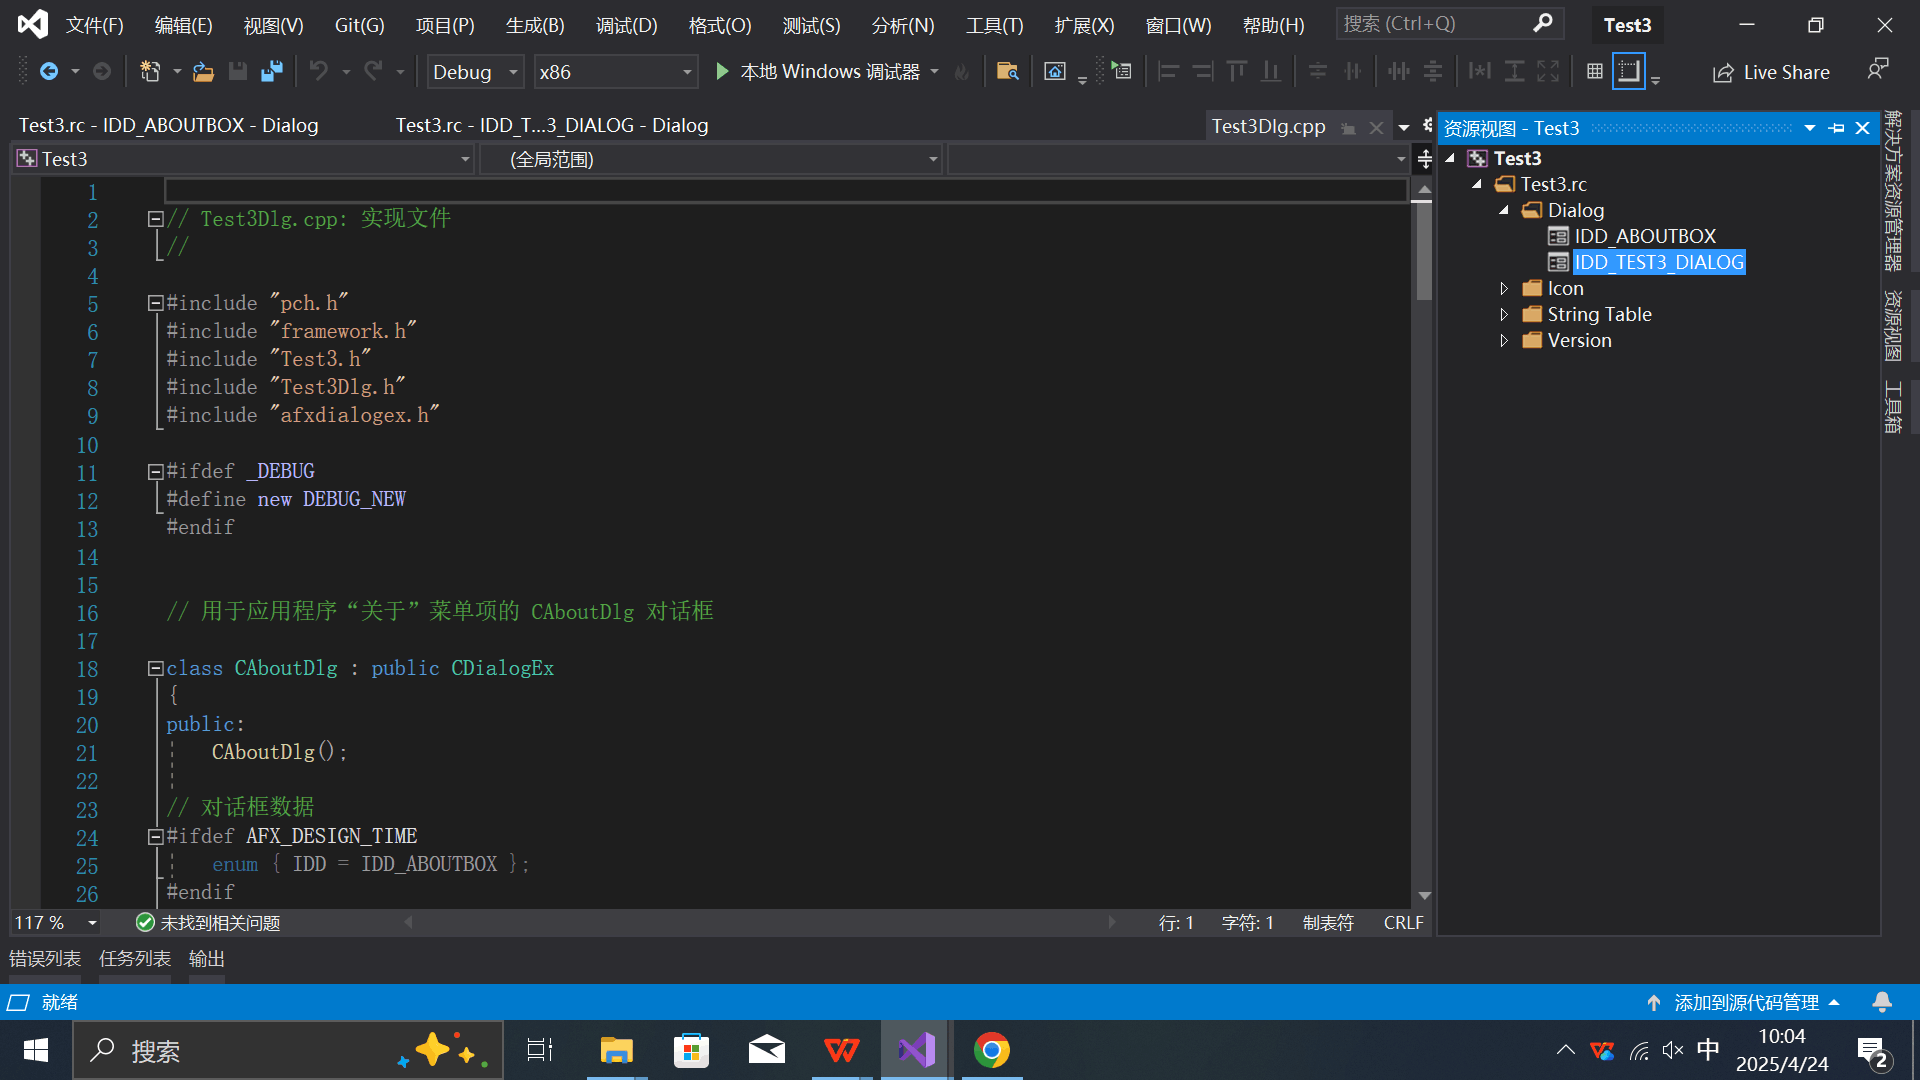 文件(F) 编辑(E) 视图(V) Git(G) 项目(P) 生成(B) 调试(D) 格式(O) 测试(S) 分析(N) 工具(T) 扩展(X) 窗口(W) 帮助(H) 搜索 (Ctrl+Q) Test3
Debug x86 本地 Windows 调试器 Live Share
Test3.rc - IDD_ABOUTBOX - Dialog Test3.rc - IDD_T...3_DIALOG - Dialog Test3Dlg.cpp
Test3 (全局范围)
1
2 // Test3Dlg.cpp: 实现文件
3 //
4
5 #include "pch.h"
6 #include "framework.h"
7 #include "Test3.h"
8 #include "Test3Dlg.h"
9 #include "afxdialogex.h"
10
11 #ifdef _DEBUG
12 #define new DEBUG_NEW
13 #endif
14
15
16 // 用于应用程序“关于”菜单项的 CAboutDlg 对话框
17
18 class CAboutDlg : public CDialogEx
19 {
20 public:
21 CAboutDlg();
22
23 // 对话框数据
24 #ifdef AFX_DESIGN_TIME
25 enum { IDD = IDD_ABOUTBOX };
26 #endif
117 % 未找到相关问题 行: 1 字符: 1 制表符 CRLF
资源视图 - Test3
Test3
Test3.rc
Dialog
IDD_ABOUTBOX
IDD_TEST3_DIALOG
Icon
String Table
Version
解决方案资源管理器
资源视图
工具箱
错误列表 任务列表 输出
就绪 添加到源代码管理
搜索 中 10:04
2025/4/24
2